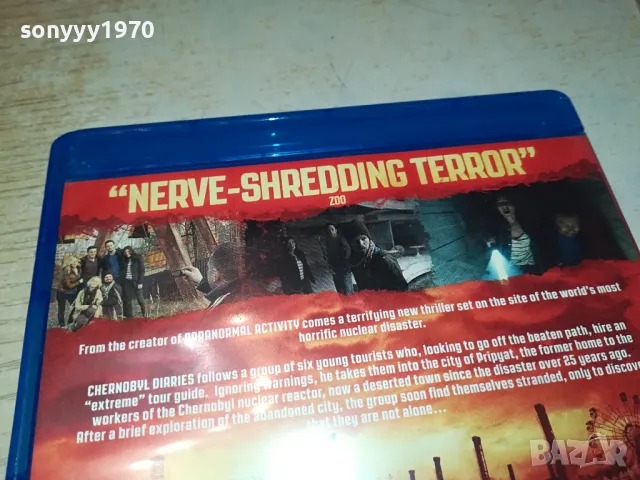 sonyyy1970
“NERVE-SHREDDING TERROR”
ZOO
From the creator of PARANORMAL ACTIVITY comes a terrifying new thriller set on the site of the world's most
horrific nuclear disaster.
CHERNOBYL DIARIES follows a group of six young tourists who, looking to go off the beaten path, hire an
“extreme” tour guide. Ignoring warnings, he takes them into the city of Pripyat, the former home to the
workers of the Chernobyl nuclear reactor, now a deserted town since the disaster over 25 years ago.
After a brief exploration of the abandoned city, the group soon find themselves stranded, only to discove
that they are not alone...
BAZAR
bg